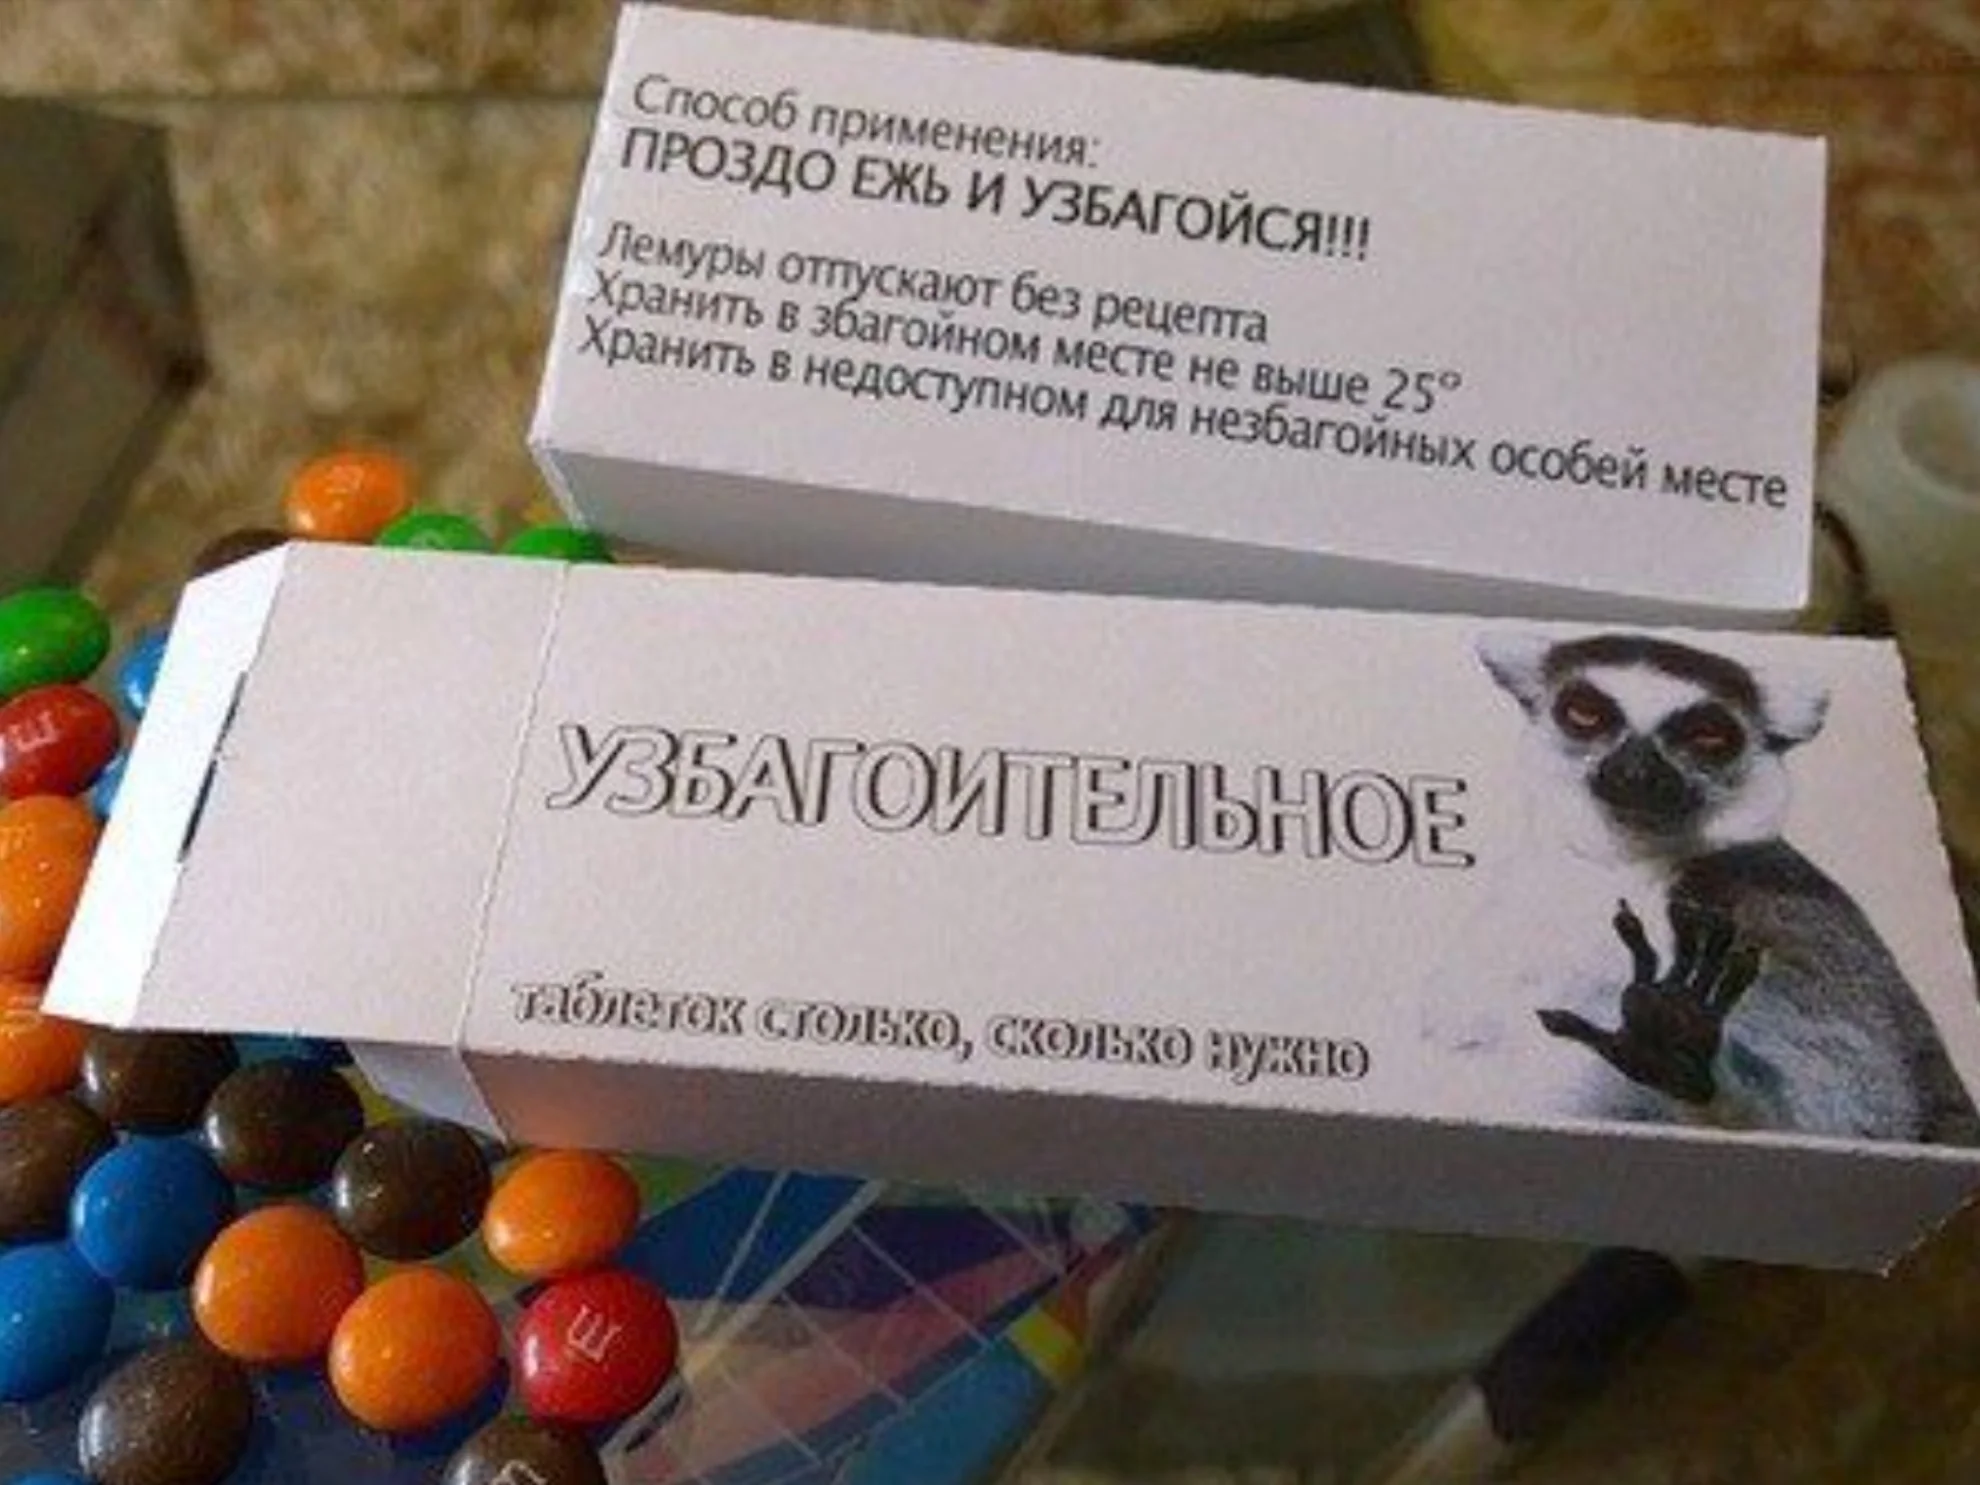 Способ применения:
ПРОЗДО ЕЖЬ И УЗБАГОЙСЯ!!!
Лемуры отпускают без рецепта
Хранить в збагойном месте не выше 25°
Хранить в недоступном для незбагойных особей месте
УЗБАГОИТЕЛЬНОЕ
таблеток столько, сколько нужно